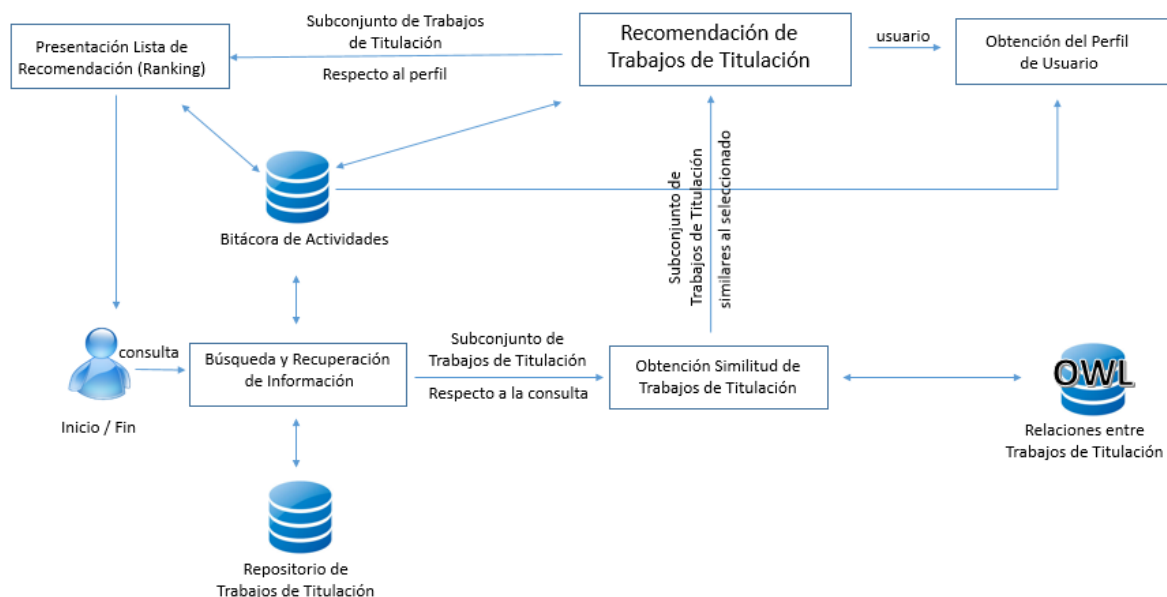 Subconjunto de Trabajos
de Titulación
Respecto al perfil
Presentación Lista de
Recomendación (Ranking)
Recomendación de
Trabajos de Titulación
usuario
Obtención del Perfil
de Usuario
Bitácora de Actividades
Subconjunto de
Trabajos de Titulación
similares al seleccionado
consulta
Inicio / Fin
Búsqueda y Recuperación
de Información
Subconjunto de
Trabajos de Titulación
Respecto a la consulta
Obtención Similitud de
Trabajos de Titulación
OWL
Relaciones entre
Trabajos de Titulación
Repositorio de
Trabajos de Titulación